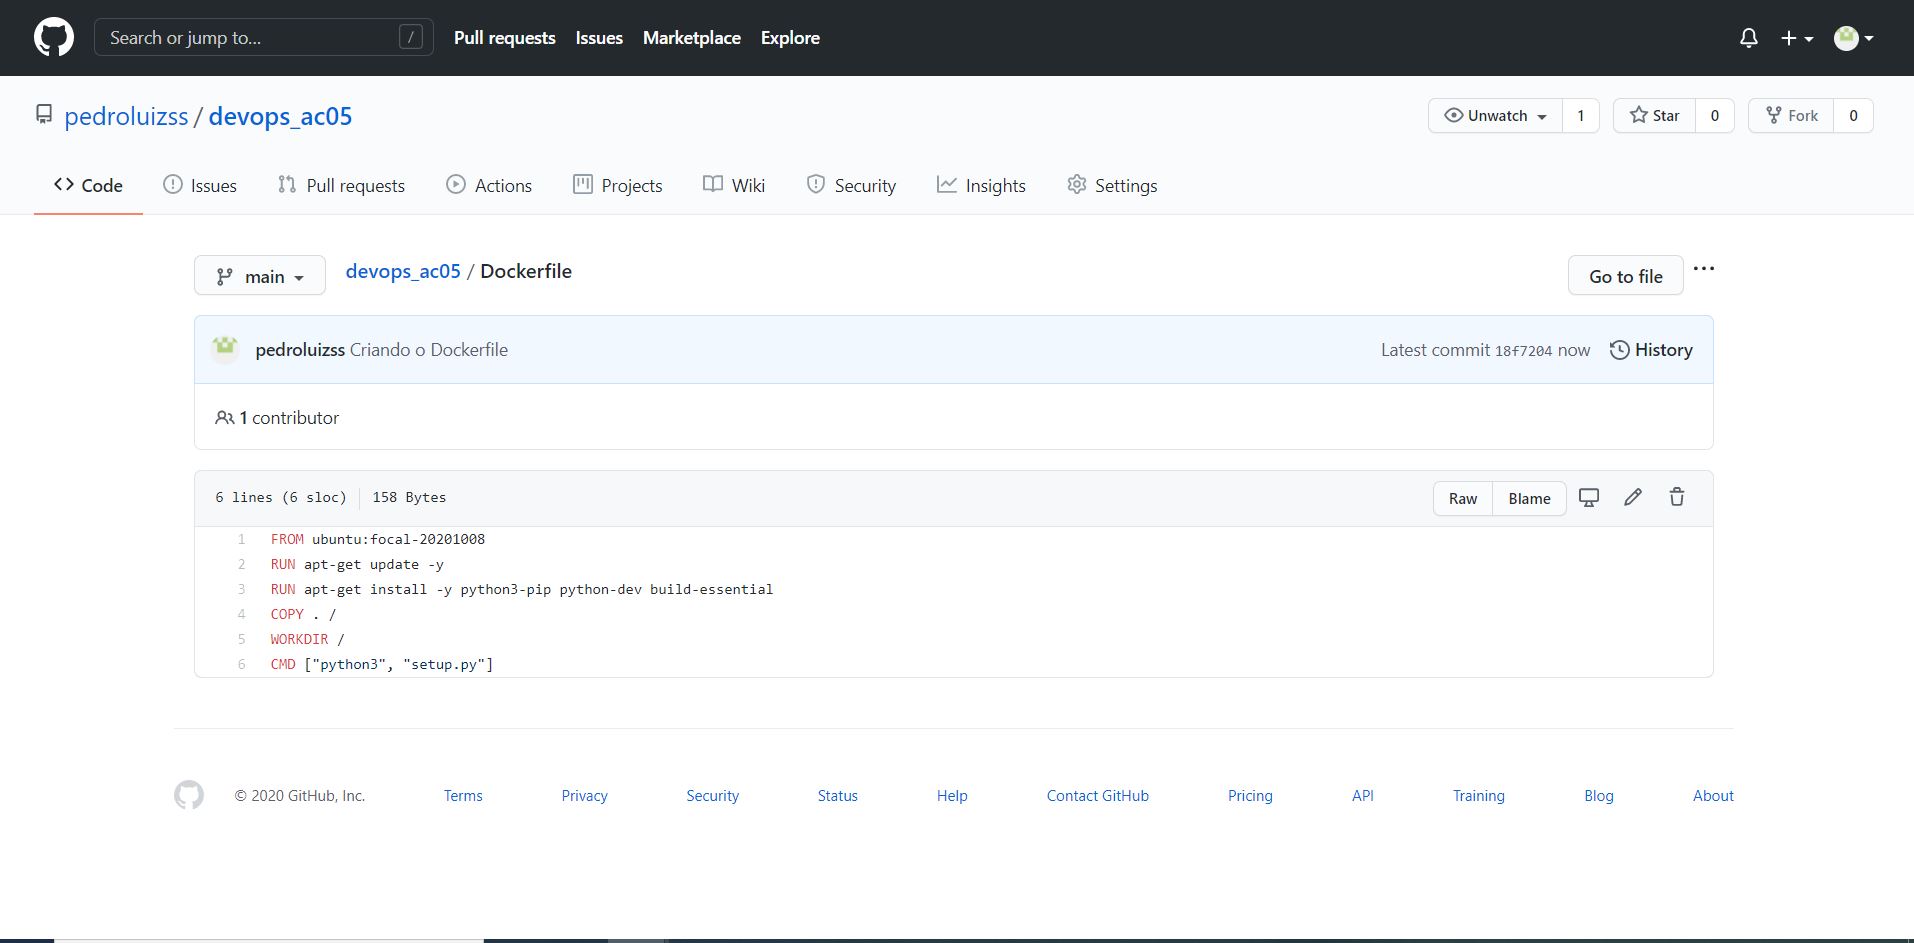 Search or jump to... /
Pull requests Issues Marketplace Explore
pedroluizss / devops_ac05
Unwatch 1 Star 0 Fork 0
Code Issues Pull requests Actions Projects Wiki Security Insights Settings
main devops_ac05 / Dockerfile Go to file ...
pedroluizss Criando o Dockerfile Latest commit 18f7204 now History
1 contributor
6 lines (6 sloc) 158 Bytes Raw Blame
1 FROM ubuntu:focal-20201008
2 RUN apt-get update -y
3 RUN apt-get install -y python3-pip python-dev build-essential
4 COPY . /
5 WORKDIR /
6 CMD ["python3", "setup.py"]
© 2020 GitHub, Inc. Terms Privacy Security Status Help Contact GitHub Pricing API Training Blog About